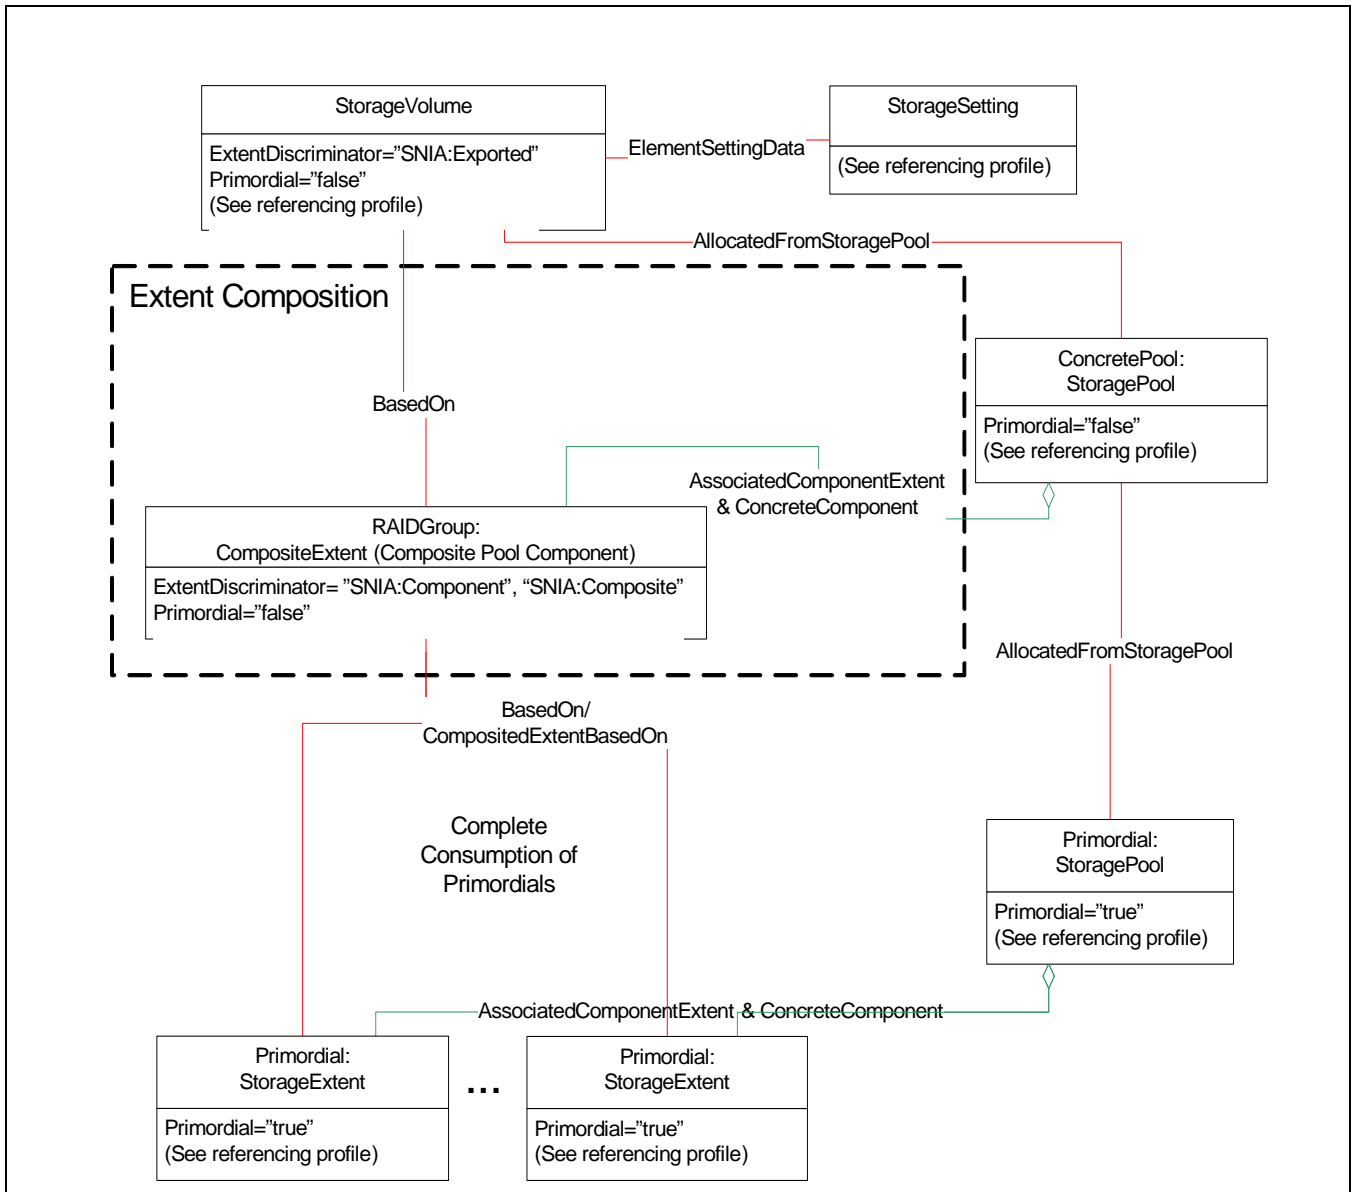 StorageVolume
ExtentDiscriminator=”SNIA:Exported”
Primordial=”false”
(See referencing profile)
ElementSettingData
StorageSetting
(See referencing profile)
AllocatedFromStoragePool
Extent Composition
ConcretePool:
StoragePool
Primordial=”false”
(See referencing profile)
BasedOn
AssociatedComponentExtent
& ConcreteComponent
RAIDGroup:
CompositeExtent (Composite Pool Component)
ExtentDiscriminator= ”SNIA:Component”, “SNIA:Composite”
Primordial=”false”
AllocatedFromStoragePool
BasedOn/
CompositedExtentBasedOn
Complete
Consumption of
Primordials
Primordial:
StoragePool
Primordial=”true”
(See referencing profile)
AssociatedComponentExtent & ConcreteComponent
Primordial:
StorageExtent
Primordial=”true”
(See referencing profile)
...
Primordial:
StorageExtent
Primordial=”true”
(See referencing profile)